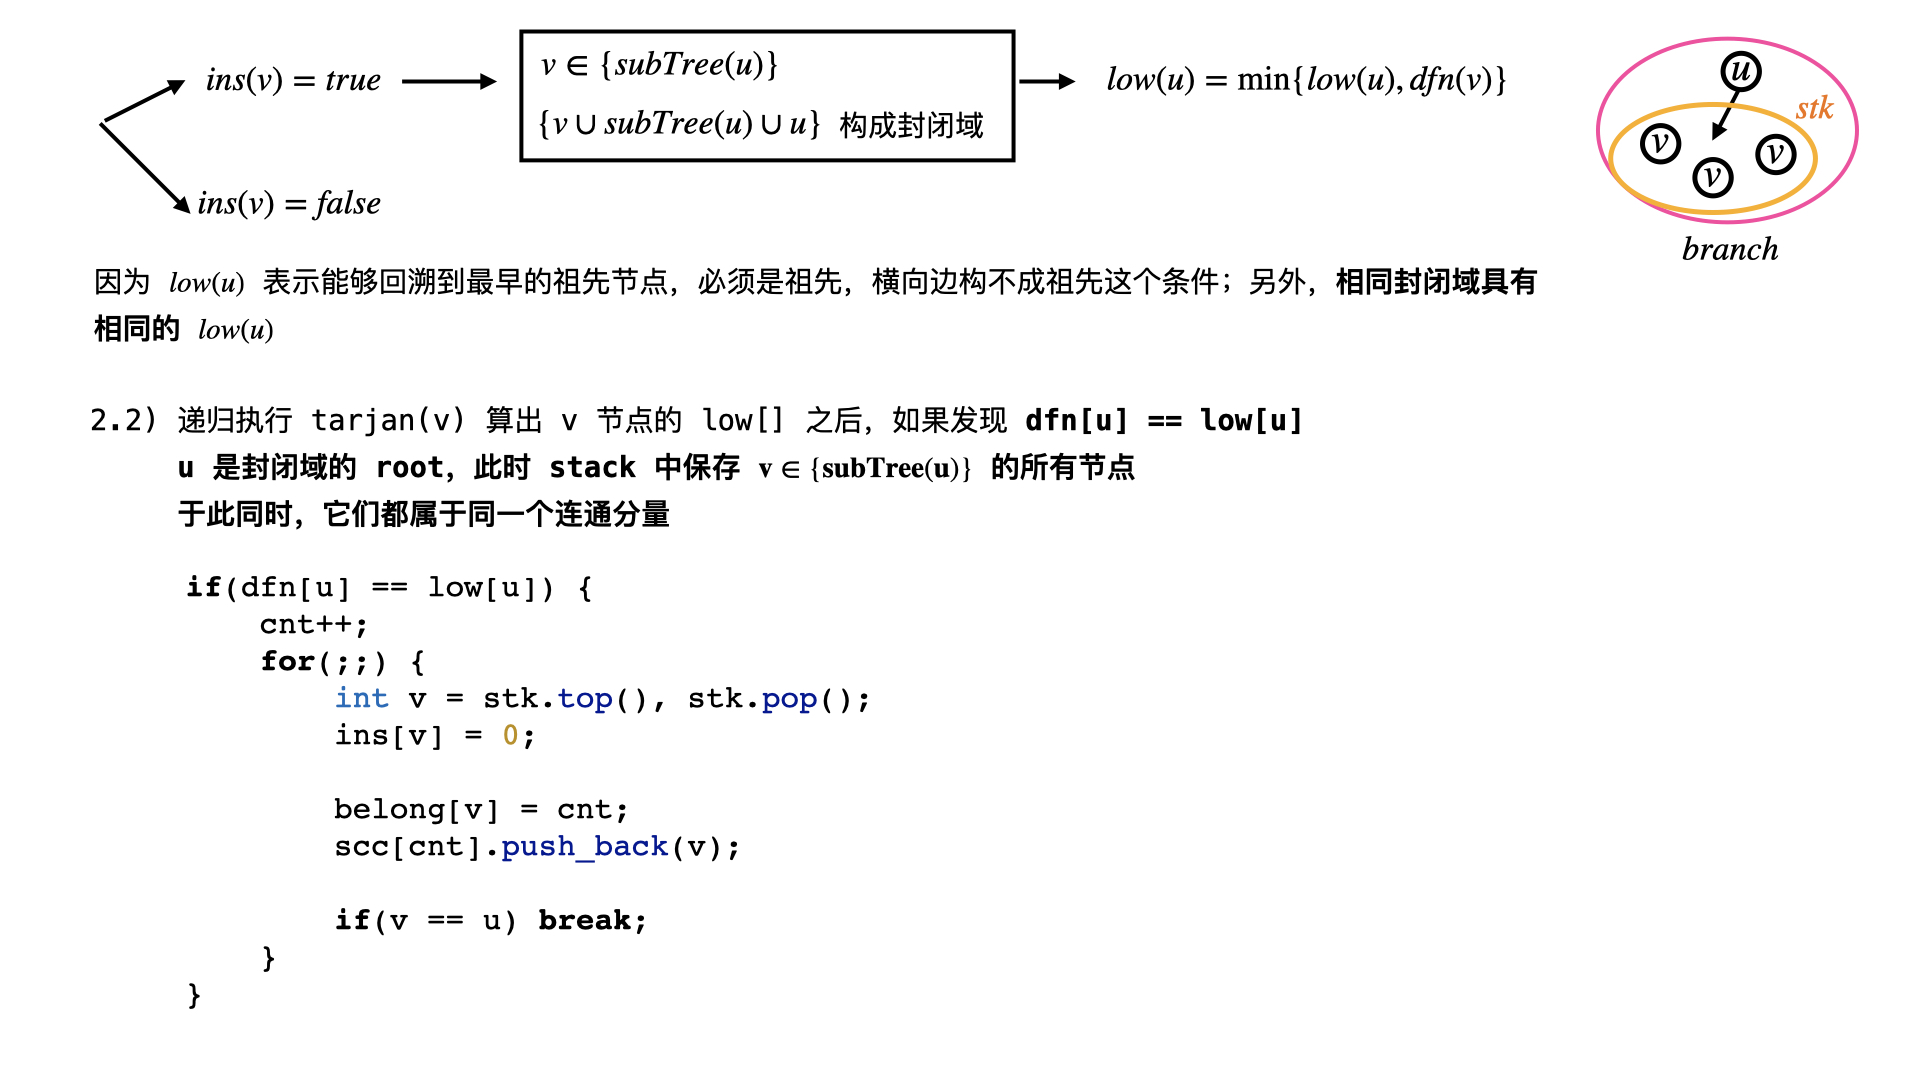 ins(v) = true
v ∈ {subTree(u)}
{v ∪ subTree(u) ∪ u} 构成封闭域
low(u) = min{low(u), dfn(v)}
ins(v) = false
u
stk
v
v
v
branch
因为 low(u) 表示能够回溯到最早的祖先节点，必须是祖先，横向边构不成祖先这个条件；另外，相同封闭域具有
相同的 low(u)
2.2) 递归执行 tarjan(v) 算出 v 节点的 low[] 之后，如果发现 dfn[u] == low[u]
u 是封闭域的 root，此时 stack 中保存 v ∈ {subTree(u)} 的所有节点
于此同时，它们都属于同一个连通分量
if(dfn[u] == low[u]) {
cnt++;
for(;;) {
int v = stk.top(), stk.pop();
ins[v] = 0;
belong[v] = cnt;
scc[cnt].push_back(v);
if(v == u) break;
}
}